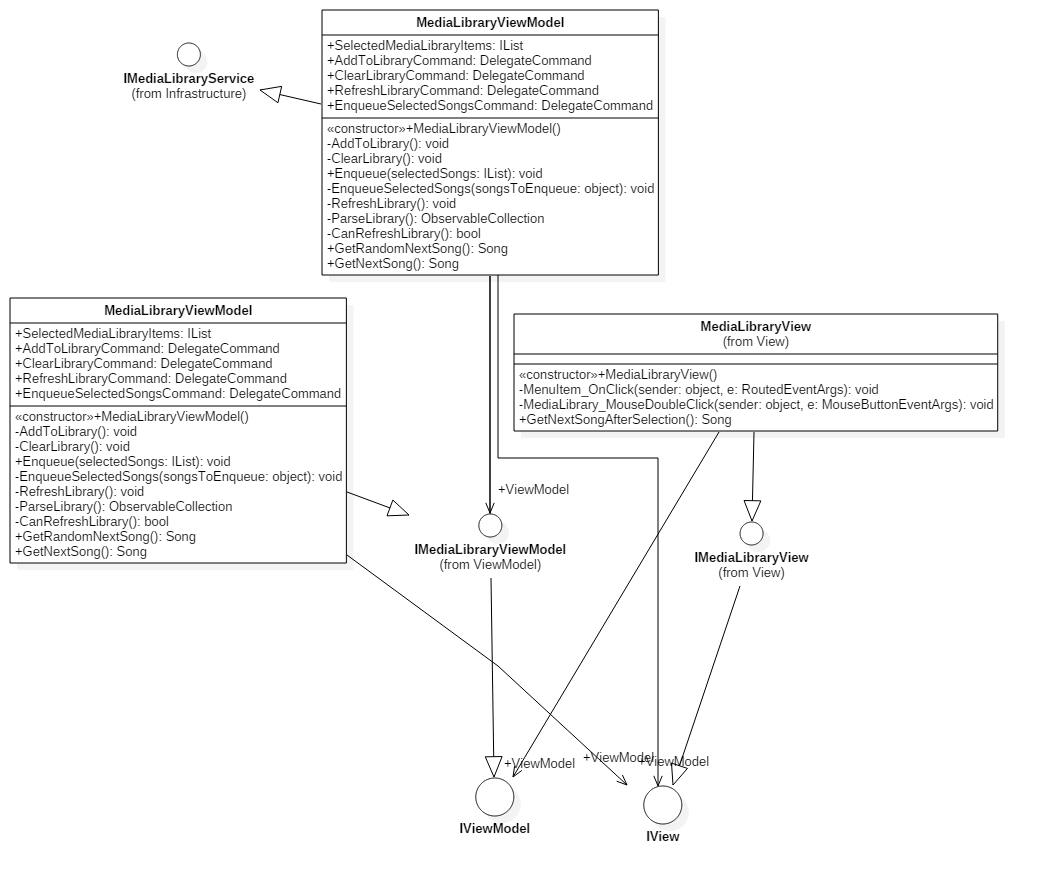 MediaLibraryViewModel
+SelectedMediaLibraryItems: IList
+AddToLibraryCommand: DelegateCommand
+ClearLibraryCommand: DelegateCommand
+RefreshLibraryCommand: DelegateCommand
+EnqueueSelectedSongsCommand: DelegateCommand
«constructor»+MediaLibraryViewModel()
-AddToLibrary(): void
-ClearLibrary(): void
+Enqueue(selectedSongs: IList): void
-EnqueueSelectedSongs(songsToEnqueue: object): void
-RefreshLibrary(): void
-ParseLibrary(): ObservableCollection
-CanRefreshLibrary(): bool
+GetRandomNextSong(): Song
+GetNextSong(): Song
IMediaLibraryService
(from Infrastructure)
MediaLibraryViewModel
+SelectedMediaLibraryItems: IList
+AddToLibraryCommand: DelegateCommand
+ClearLibraryCommand: DelegateCommand
+RefreshLibraryCommand: DelegateCommand
+EnqueueSelectedSongsCommand: DelegateCommand
«constructor»+MediaLibraryViewModel()
-AddToLibrary(): void
-ClearLibrary(): void
+Enqueue(selectedSongs: IList): void
-EnqueueSelectedSongs(songsToEnqueue: object): void
-RefreshLibrary(): void
-ParseLibrary(): ObservableCollection
-CanRefreshLibrary(): bool
+GetRandomNextSong(): Song
+GetNextSong(): Song
MediaLibraryView
(from View)
«constructor»+MediaLibraryView()
-MenuItem_OnClick(sender: object, e: RoutedEventArgs): void
-MediaLibrary_MouseDoubleClick(sender: object, e: MouseButtonEventArgs): void
+GetNextSongAfterSelection(): Song
+ViewModel
IMediaLibraryViewModel
(from ViewModel)
IMediaLibraryView
(from View)
+ViewModel
+ViewModel
+ViewModel
IViewModel
IView